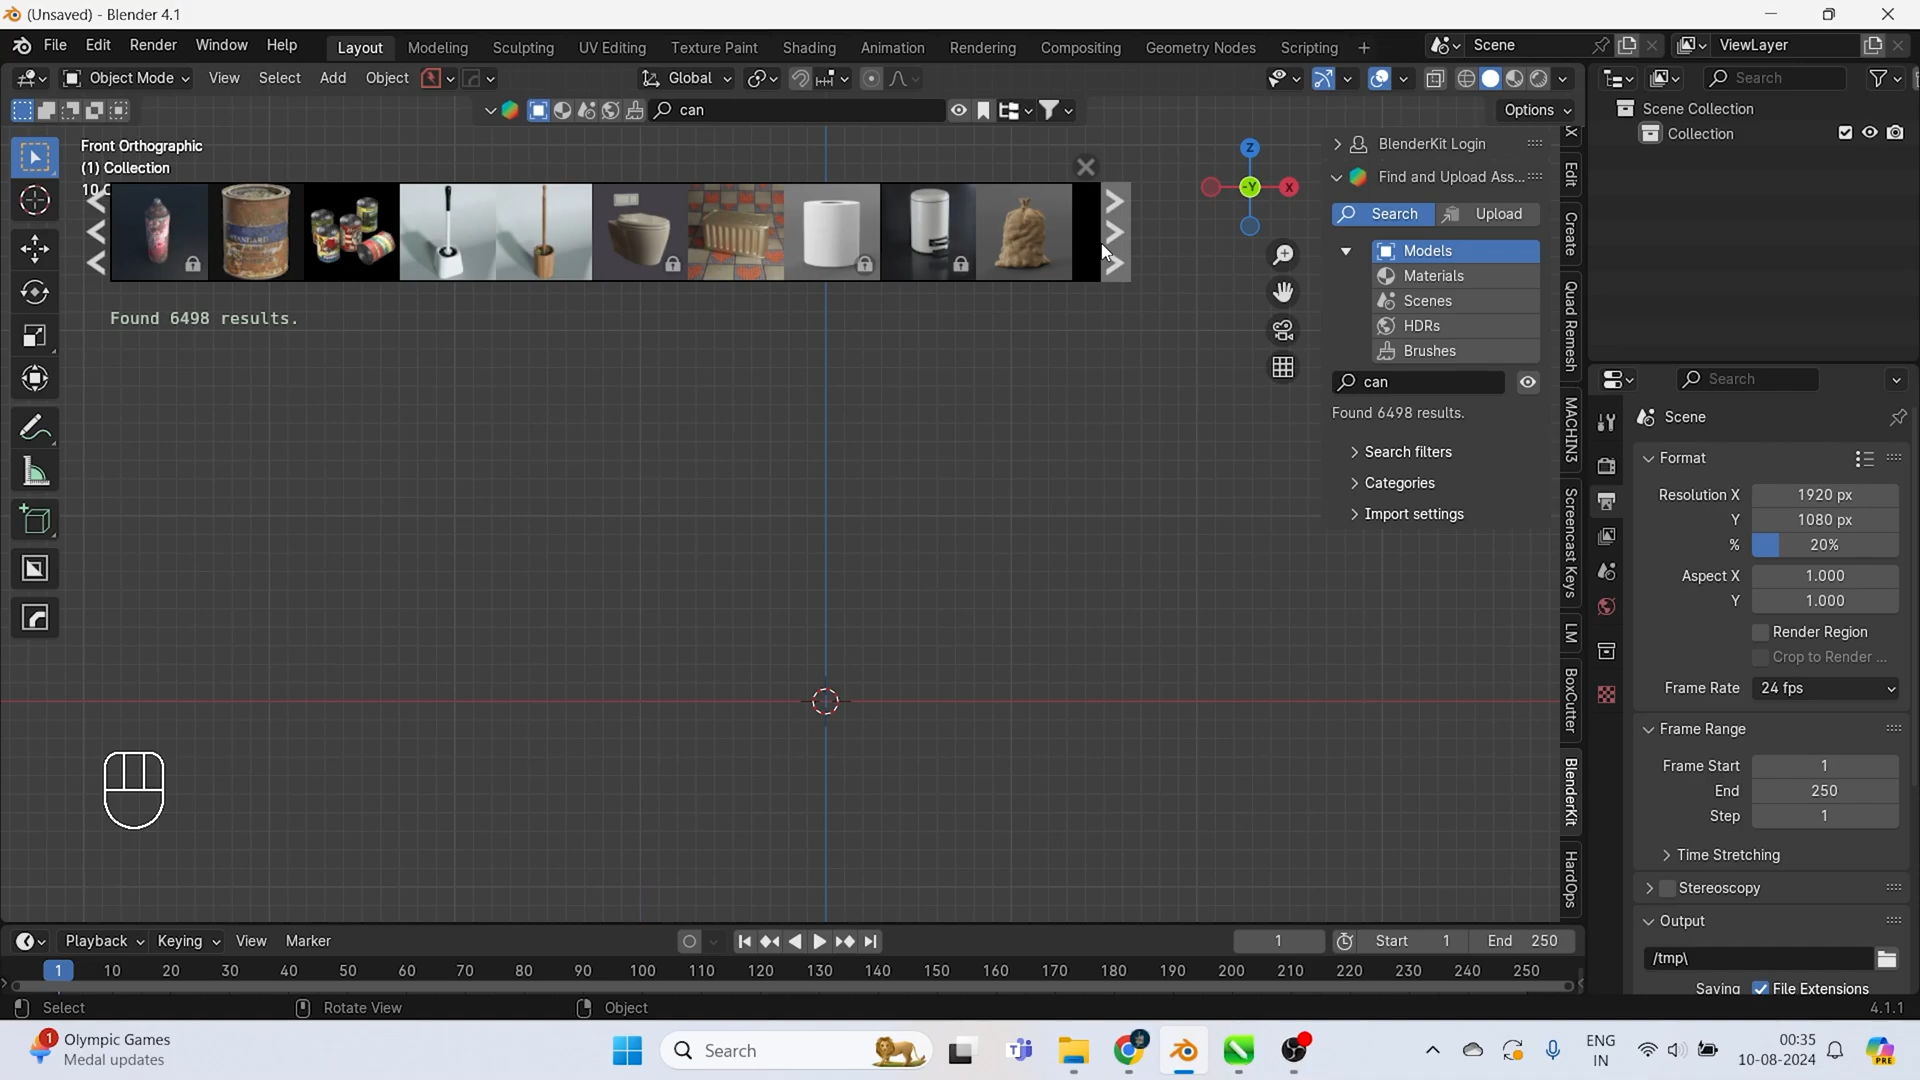 (Unsaved) - Blender 4.1
File Edit Render Window Help Layout Modeling Sculpting UV Editing Texture Paint Shading Animation Rendering Compositing Geometry Nodes Scripting + Scene ViewLayer
Object Mode View Select Add Object Global Search
can Options
Scene Collection
Collection
Front Orthographic
(1) Collection
Z
-Y
X
BlenderKit Login
Find and Upload Ass...
Search Upload
Models
Materials
Scenes
HDRs
Brushes
can
Found 6498 results.
Search filters
Categories
Import settings
Found 6498 results.
STANDARD
Edit
Create
Quad Remesh
MACHIN3
Screencast Keys
LM
BoxCutter
BlenderKit
HardOps
Search
Scene
Format
Resolution X 1920 px
Y 1080 px
% 20%
Aspect X 1.000
Y 1.000
Render Region
Crop to Render ...
Frame Rate 24 fps
Frame Range
Frame Start 1
End 250
Step 1
Time Stretching
Stereoscopy
Output
/tmp\
Saving File Extensions
Playback Keying View Marker 1 Start 1 End 250
1 10 20 30 40 50 60 70 80 90 100 110 120 130 140 150 160 170 180 190 200 210 220 230 240 250
Select Rotate View Object 4.1.1
1 Olympic Games
Medal updates
Search
ENG
IN
00:35
10-08-2024
PRE